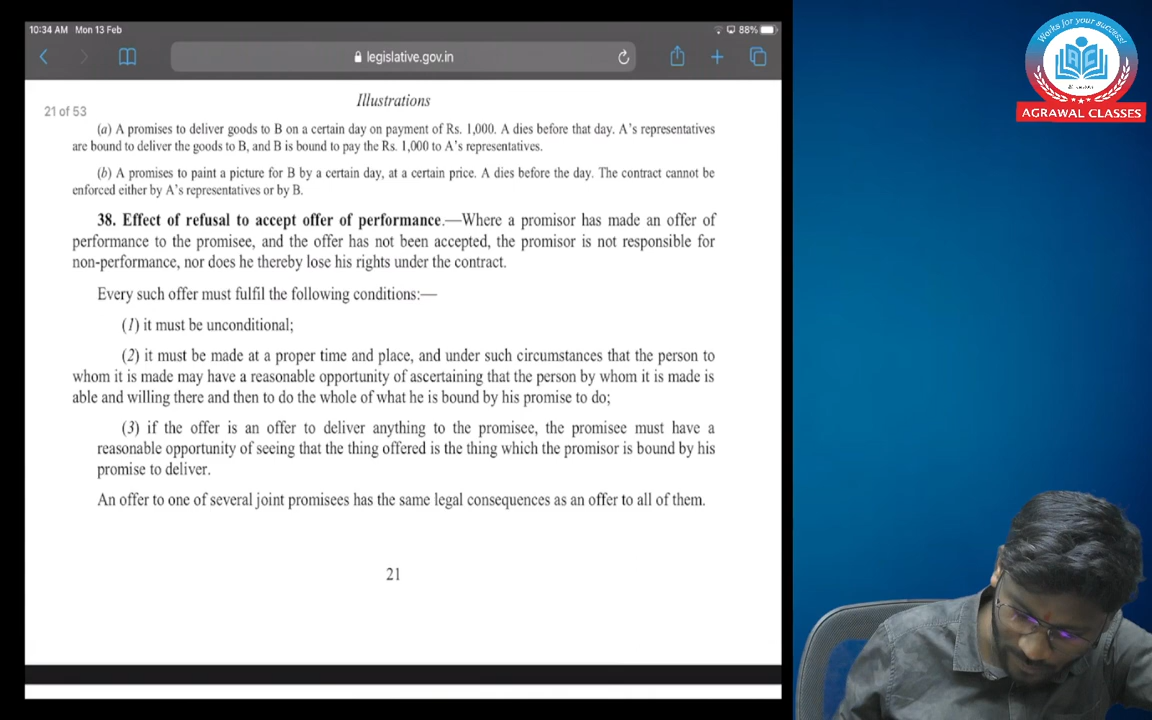 10:34 AM Mon 13 Feb
88%
legislative.gov.in
Works for your success!
AC
AGRAWAL CLASSES
21 of 53
Illustrations
(a) A promises to deliver goods to B on a certain day on payment of Rs. 1,000. A dies before that day. A's representatives
are bound to deliver the goods to B, and B is bound to pay the Rs. 1,000 to A's representatives.
(b) A promises to paint a picture for B by a certain day, at a certain price. A dies before the day. The contract cannot be
enforced either by A's representatives or by B.
38. Effect of refusal to accept offer of performance.—Where a promisor has made an offer of
performance to the promisee, and the offer has not been accepted, the promisor is not responsible for
non-performance, nor does he thereby lose his rights under the contract.
Every such offer must fulfil the following conditions:—
(1) it must be unconditional;
(2) it must be made at a proper time and place, and under such circumstances that the person to
whom it is made may have a reasonable opportunity of ascertaining that the person by whom it is made is
able and willing there and then to do the whole of what he is bound by his promise to do;
(3) if the offer is an offer to deliver anything to the promisee, the promisee must have a
reasonable opportunity of seeing that the thing offered is the thing which the promisor is bound by his
promise to deliver.
An offer to one of several joint promisees has the same legal consequences as an offer to all of them.
21